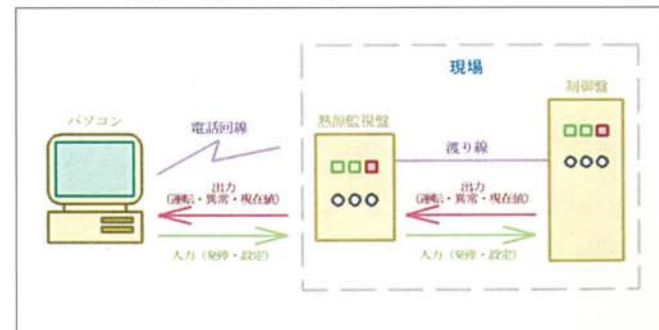 現場
制御盤
パソコン
電話回線
熱源監視盤
渡り線
出力
(運転・異常・現在値)
出力
(運転・異常・現在値)
入力 (発停・設定)
入力 (発停・設定)